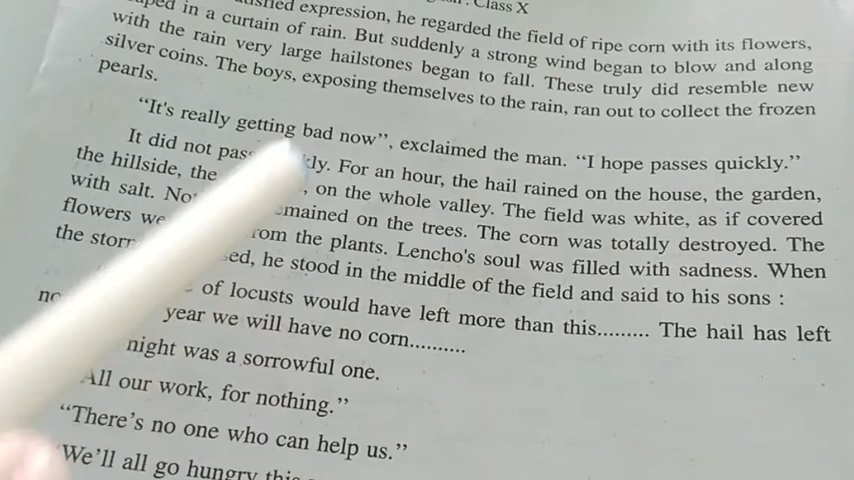 Class X
expression, he regarded the field of ripe corn with its flowers,
in a curtain of rain. But suddenly a strong wind began to blow and along
with the rain very large hailstones began to fall. These truly did resemble new
silver coins. The boys, exposing themselves to the rain, ran out to collect the frozen
pearls.
"It's really getting bad now", exclaimed the man. "I hope passes quickly."
It did not For an hour, the hail rained on the house, the garden,
the hillside, the on the whole valley. The field was white, as if covered
with salt. on the trees. The corn was totally destroyed. The
flowers from the plants. Lencho's soul was filled with sadness. When
the he stood in the middle of the field and said to his sons :
of locusts would have left more than this......... The hail has left
year we will have no corn..........
night was a sorrowful one.
All our work, for nothing."
"There's no one who can help us."
"We'll all go hungry this